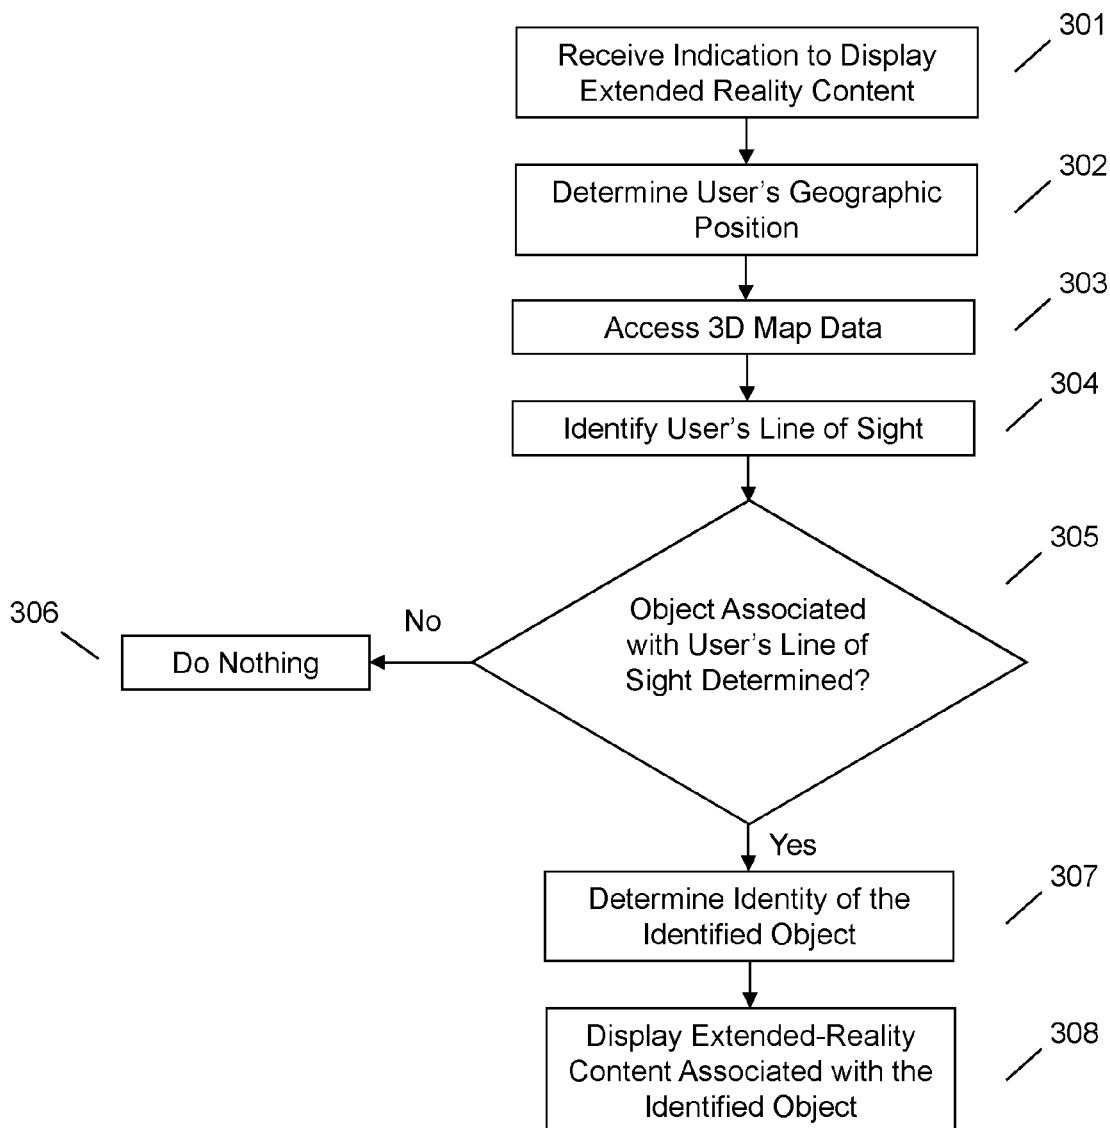 301
Receive Indication to Display
Extended Reality Content
302
Determine User's Geographic
Position
303
Access 3D Map Data
304
Identify User's Line of Sight
305
Object Associated
with User's Line of
Sight Determined?
306
No
Do Nothing
Yes
307
Determine Identity of the
Identified Object
308
Display Extended-Reality
Content Associated with the
Identified Object